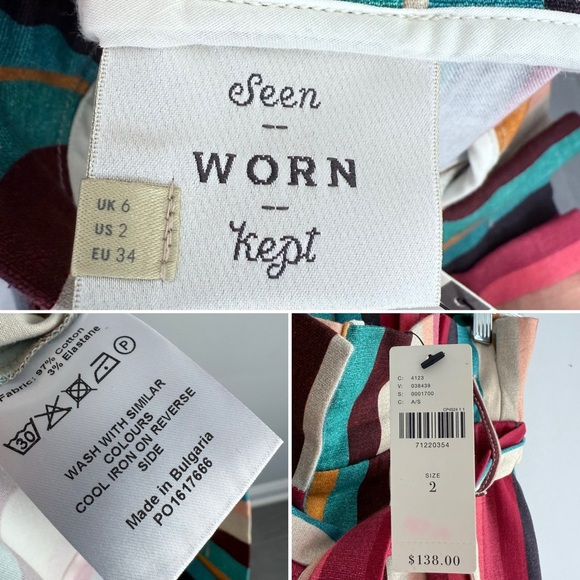 Seen
WORN
kept
UK 6
US 2
EU 34
Fabric: 97% Cotton
3% Elastane
30
P
WASH WITH SIMILAR
COLOURS
COOL IRON ON REVERSE
SIDE
Made in Bulgaria
PO1617666
C: 4123
V: 038439
S: 0001700
C: A/S
71220354
SIZE
2
$138.00